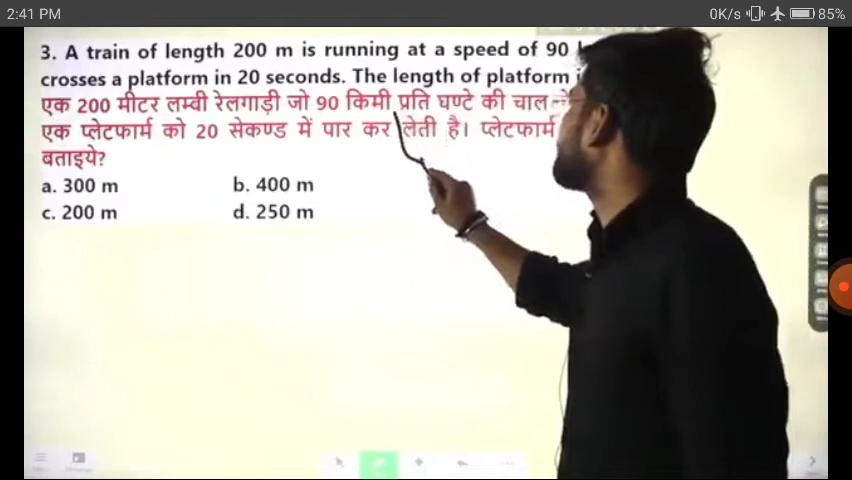 2:41 PM
0K/s
85%
3. A train of length 200 m is running at a speed of 90
crosses a platform in 20 seconds. The length of platform
एक 200 मीटर लम्बी रेलगाड़ी जो 90 किमी प्रति घण्टे की चाल
एक प्लेटफार्म को 20 सेकण्ड में पार कर लेती है। प्लेटफार्म
बताइये?
a. 300 m
b. 400 m
c. 200 m
d. 250 m